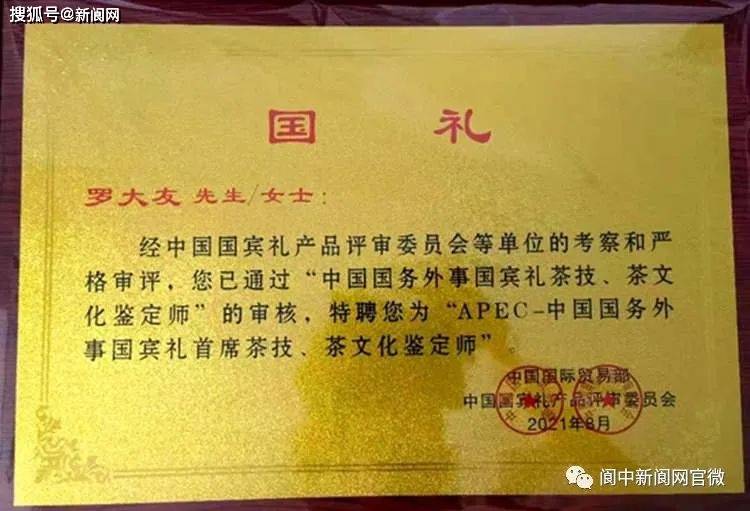 搜狐号@新阆网
国 礼
罗大友 先生/女士：
经中国国宾礼产品评审委员会等单位的考察和严
格审评，您已通过“中国国务外事国宾礼茶技、茶文
化鉴定师”的审核，特聘您为“APEC-中国国务外
事国宾礼首席茶技、茶文化鉴定师”。
中国国际贸易部
中国国宾礼产品评审委员会
2021年8月
阆中新阆网官微